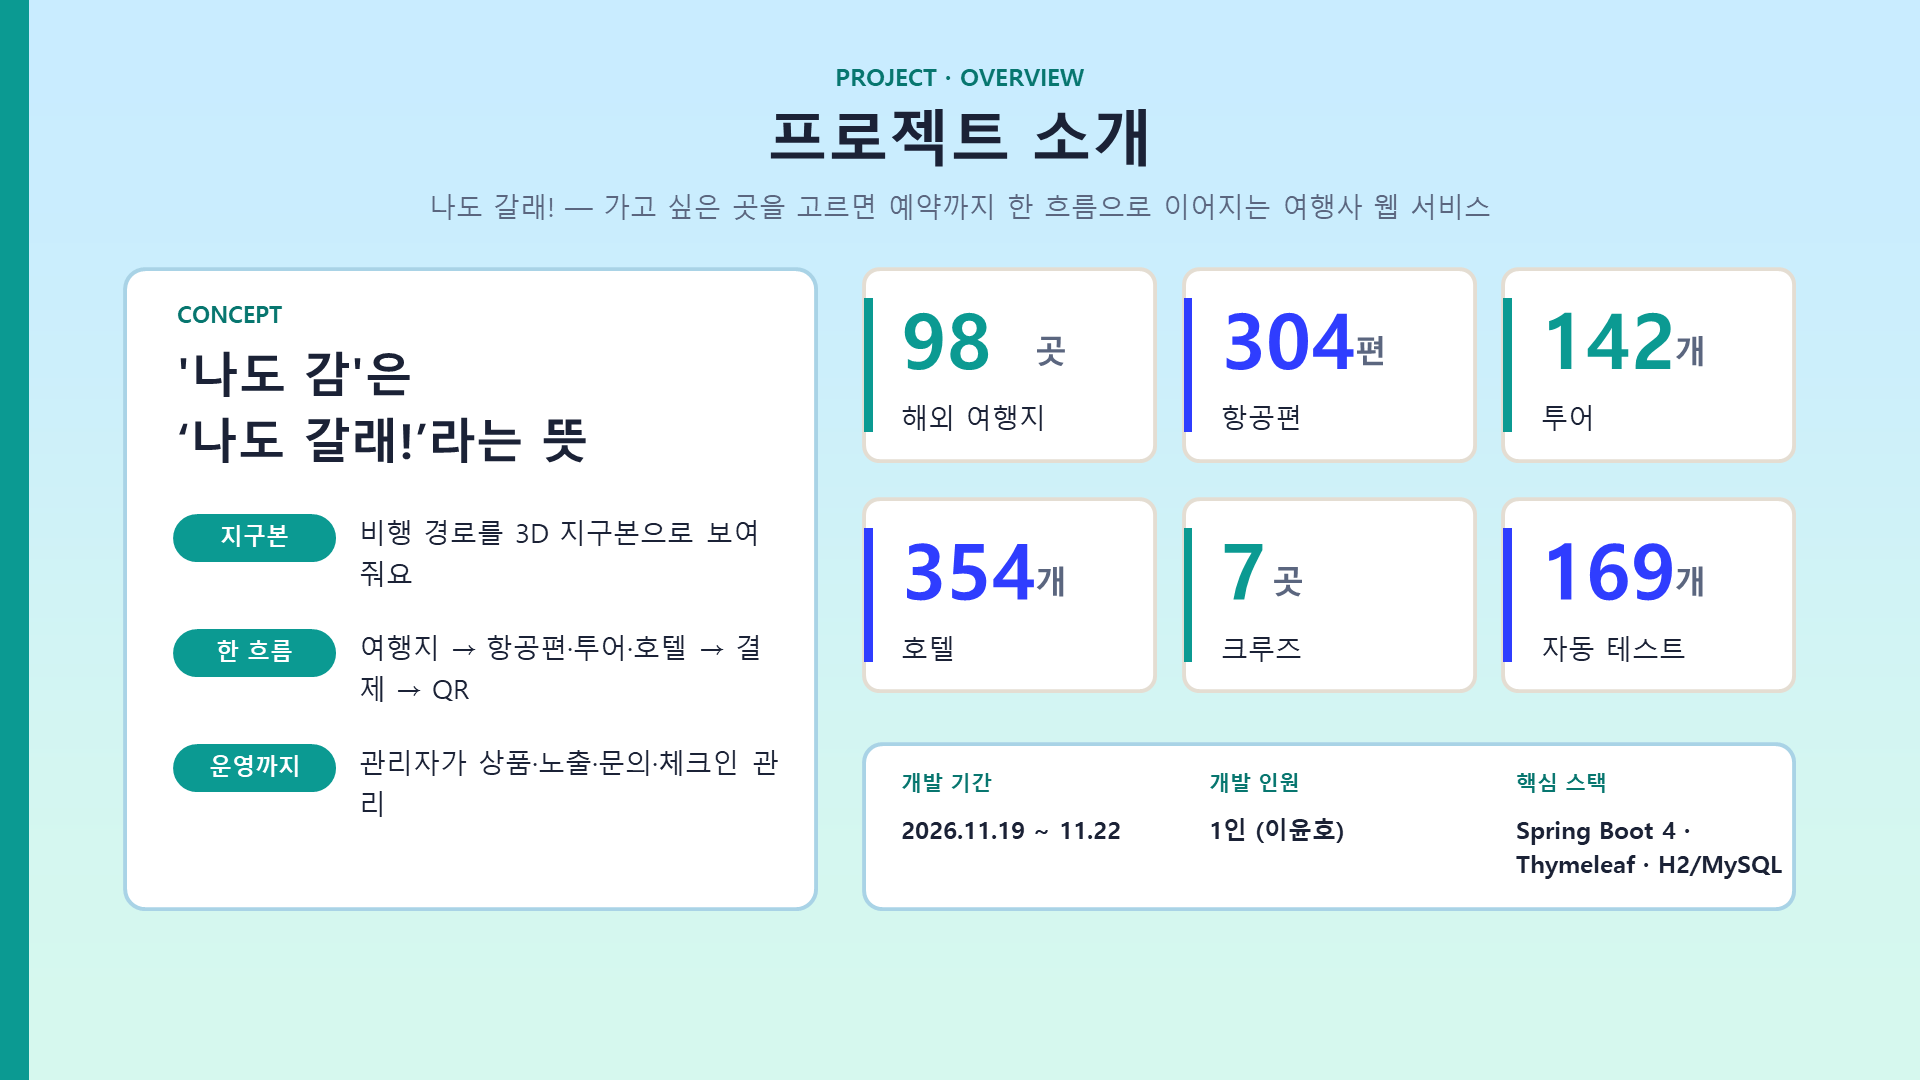 PROJECT · OVERVIEW
프로젝트 소개
나도 갈래! — 가고 싶은 곳을 고르면 예약까지 한 흐름으로 이어지는 여행사 웹 서비스
CONCEPT
'나도 감'은
‘나도 갈래!’라는 뜻
지구본
비행 경로를 3D 지구본으로 보여
줘요
한 흐름
여행지 → 항공편·투어·호텔 → 결
제 → QR
운영까지
관리자가 상품·노출·문의·체크인 관
리
98 곳
해외 여행지
304편
항공편
142개
투어
354개
호텔
7 곳
크루즈
169개
자동 테스트
개발 기간
2026.11.19 ~ 11.22
개발 인원
1인 (이윤호)
핵심 스택
Spring Boot 4 ·
Thymeleaf · H2/MySQL